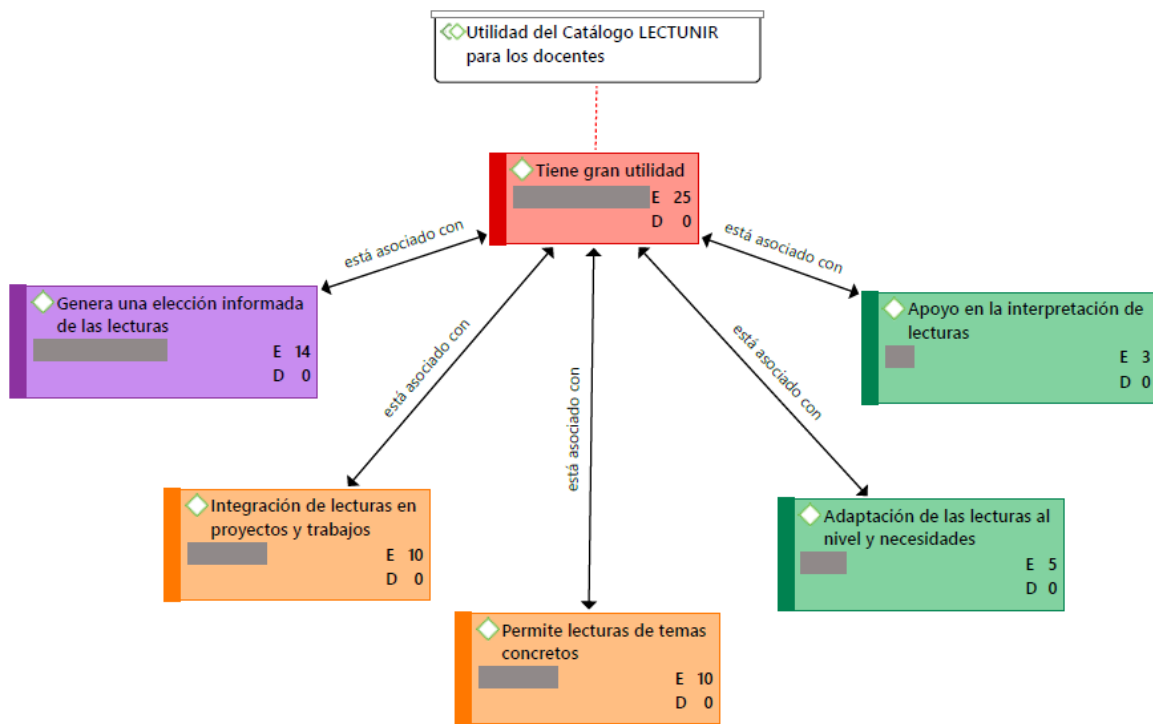 Utilidad del Catálogo LECTUNIR
para los docentes
Tiene gran utilidad
E 25
D 0
está asociado con
está asociado con
está asociado con
está asociado con
está asociado con
Genera una elección informada
de las lecturas
E 14
D 0
Apoyo en la interpretación de
lecturas
E 3
D 0
Integración de lecturas en
proyectos y trabajos
E 10
D 0
Adaptación de las lecturas al
nivel y necesidades
E 5
D 0
Permite lecturas de temas
concretos
E 10
D 0